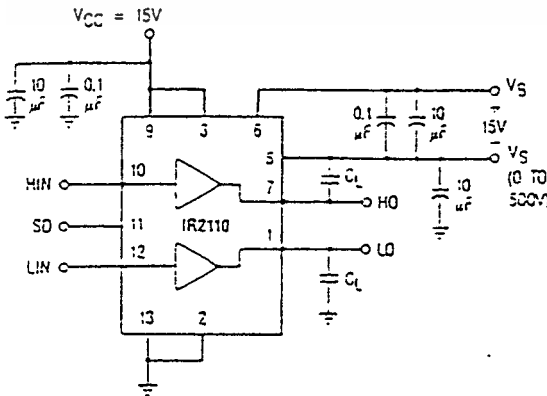 VCC = 15V
10 µF
0.1 µF
9
3
6
VS
0.1 µF
10 µF
15V
5
VS
(0 TO 500V)
10
HIN
CL
7
HO
10 µF
SD
11
IR2110
1
LO
LIN
12
CL
13
2